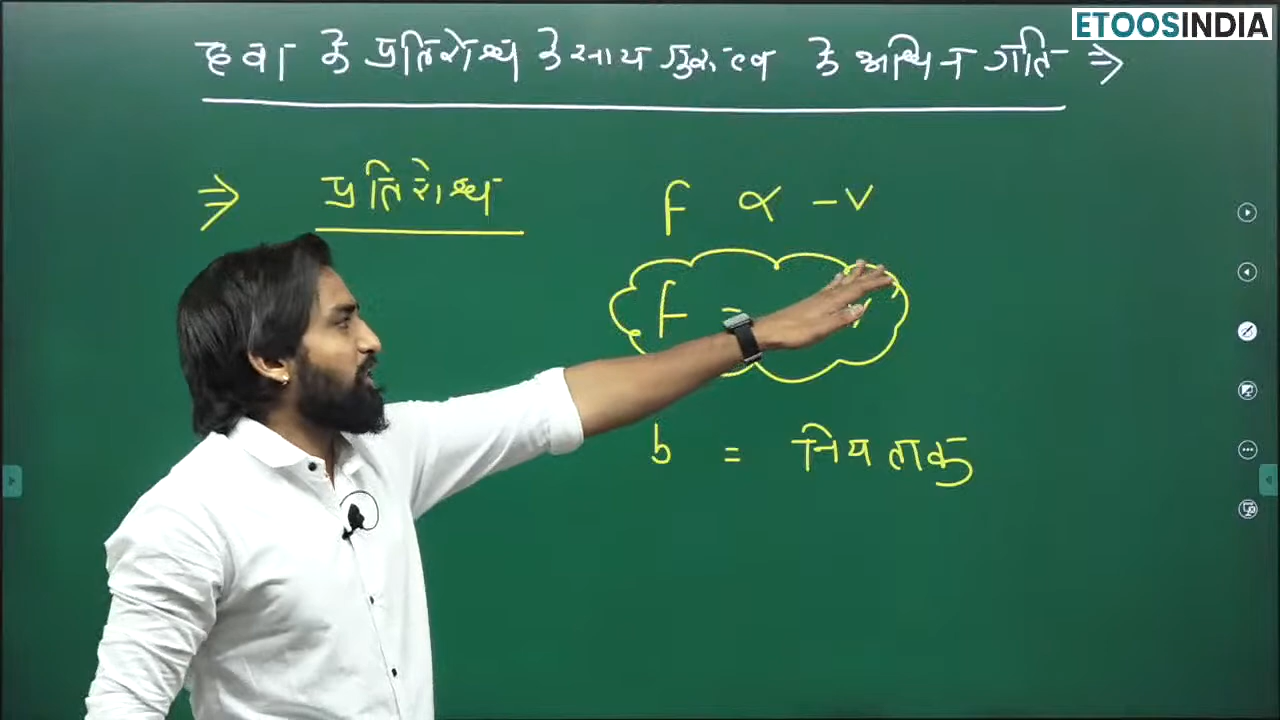 ETOOSINDIA
हवा के प्रतिरोध के साथ गुरुत्व के अधिन गति ⇒
⇒ प्रतिरोध F ∝ -v
F =
b = नियतांक